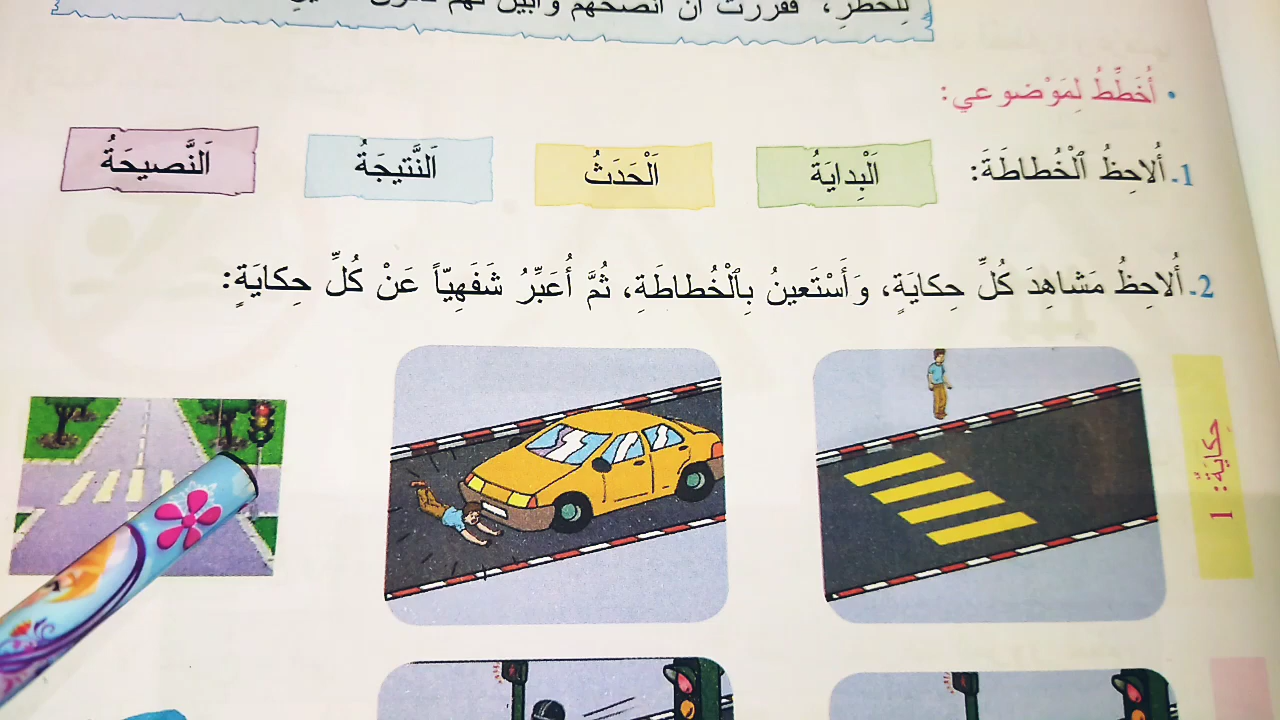 لِلْخَطَرِ، فَقَرَّرْتَ أَنْ
• أُخَطِّطُ لِمَوْضوعي:
1. أُلاحِظُ ٱلْخُطاطَةَ: اَلْبِدايَةُ اَلْحَدَثُ اَلنَّتيجَةُ اَلنَّصيحَةُ
2. أُلاحِظُ مَشاهِدَ كُلِّ حِكايَةٍ، وَأَسْتَعينُ بِٱلْخُطاطَةِ، ثُمَّ أُعَبِّرُ شَفَهِيّاً عَنْ كُلِّ حِكايَةٍ:
حِكايَةٌ: 1